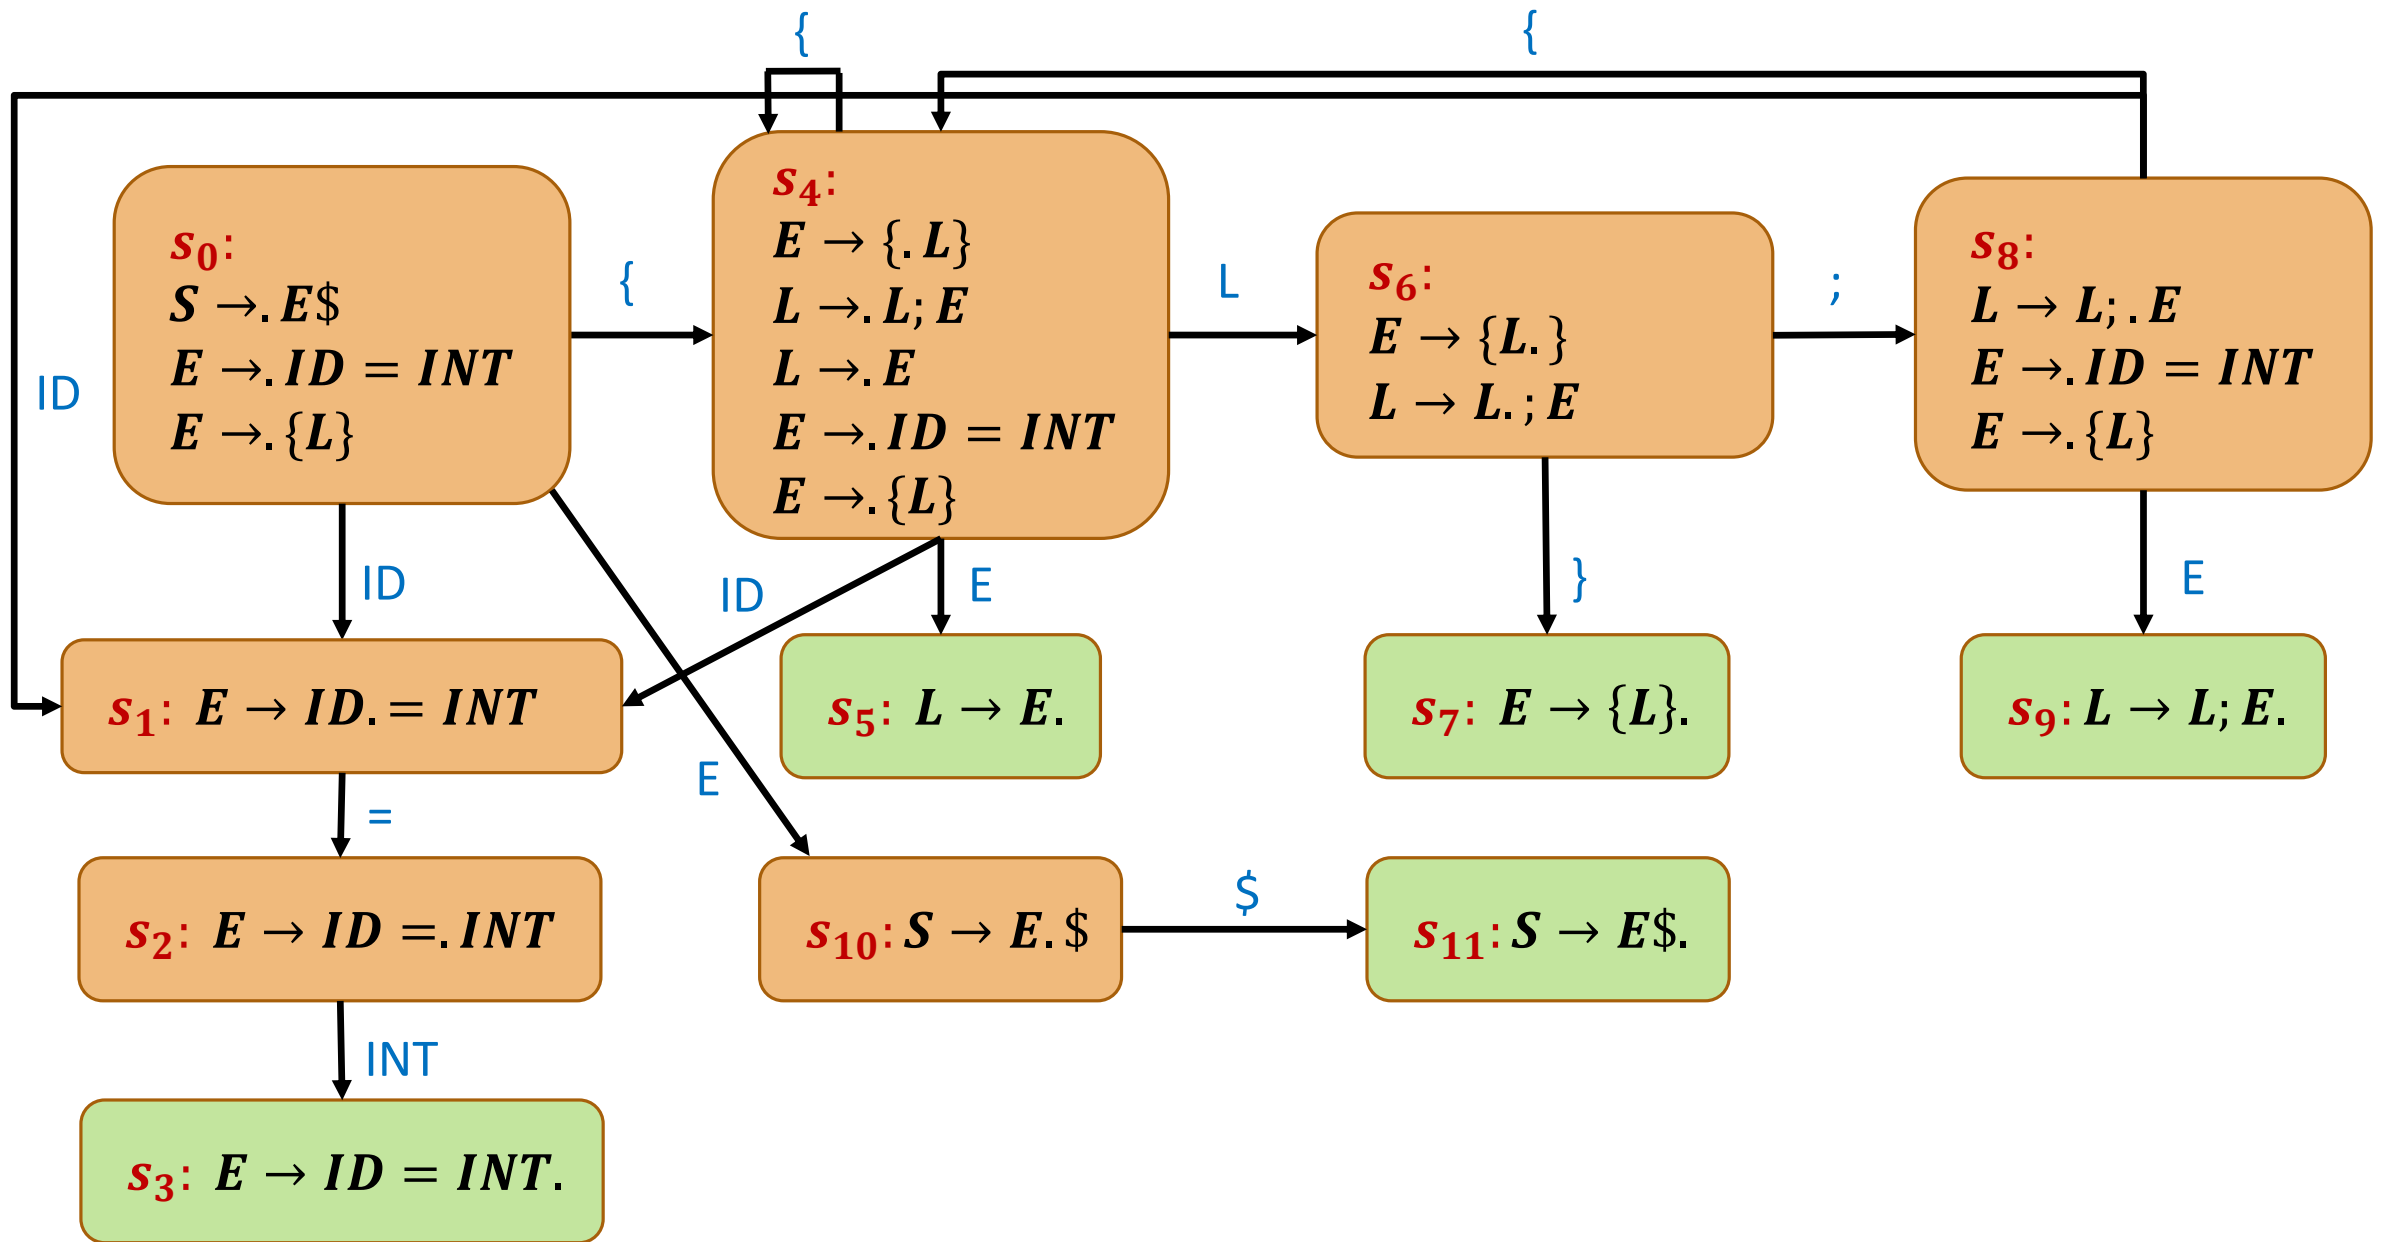 {
{
s₀:
S →. E$
E →. ID = INT
E →. {L}
{
s₄:
E → {. L}
L →. L; E
L →. E
E →. ID = INT
E →. {L}
L
s₆:
E → {L. }
L → L. ; E
;
s₈:
L → L; . E
E →. ID = INT
E →. {L}
ID
ID
ID
E
}
E
s₁: E → ID. = INT
s₅: L → E.
s₇: E → {L}.
s₉: L → L; E.
=
E
s₂: E → ID =. INT
s₁₀: S → E. $
$
s₁₁: S → E$.
INT
s₃: E → ID = INT.